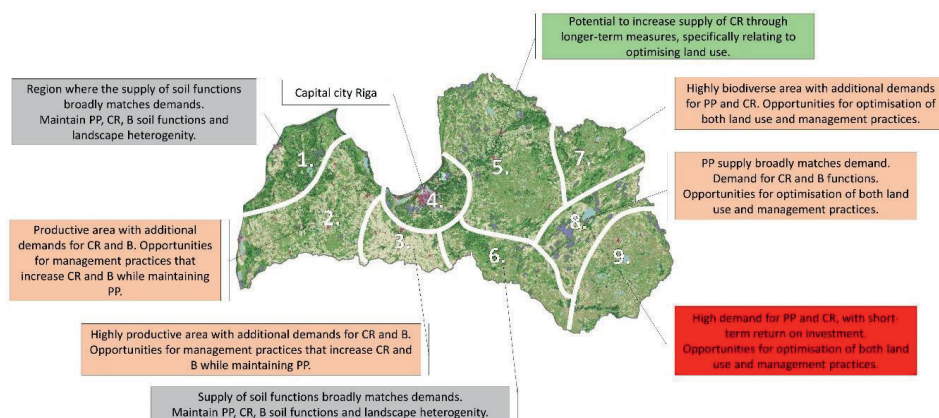 Potential to increase supply of CR through
longer-term measures, specifically relating to
optimising land use.
Region where the supply of soil functions
broadly matches demands.
Maintain PP, CR, B soil functions and
landscape heterogenity.
Capital city Riga
Highly biodiverse area with additional demands
for PP and CR. Opportunities for optimisation of
both land use and management practices.
1.
2.
3.
4.
5.
6.
7.
8.
9
PP supply broadly matches demand.
Demand for CR and B functions.
Opportunities for optimisation of both land
use and management practices.
Productive area with additional
demands for CR and B. Opportunities
for management practices that
increase CR and B while maintaining
PP.
High demand for PP and CR, with short-
term return on investment.
Opportunities for optimisation of both land
use and management practices.
Highly productive area with additional demands for CR and B.
Opportunities for management practices that increase CR and
B while maintaining PP.
Supply of soil functions broadly matches demands.
Maintain PP, CR, B soil functions and landscape heterogenity.